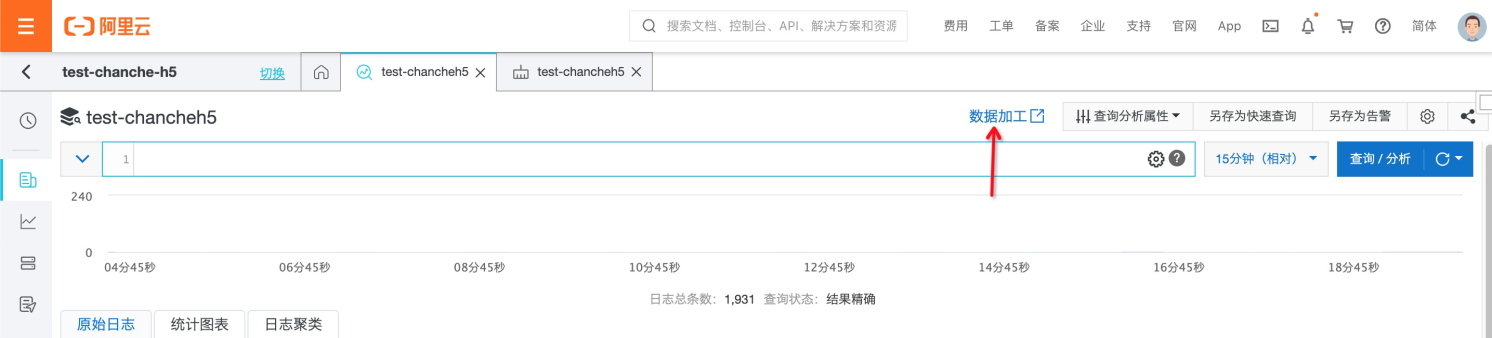 阿里云
搜索文档、控制台、API、解决方案和资源
费用 工单 备案 企业 支持 官网 App 简体
test-chanche-h5 切换 test-chancheh5 test-chancheh5
test-chancheh5 数据加工 查询分析属性 另存为快速查询 另存为告警
1 15分钟（相对） 查询 / 分析
240
0
04分45秒 06分45秒 08分45秒 10分45秒 12分45秒 14分45秒 16分45秒 18分45秒
日志总条数：1,931 查询状态：结果精确
原始日志 统计图表 日志聚类